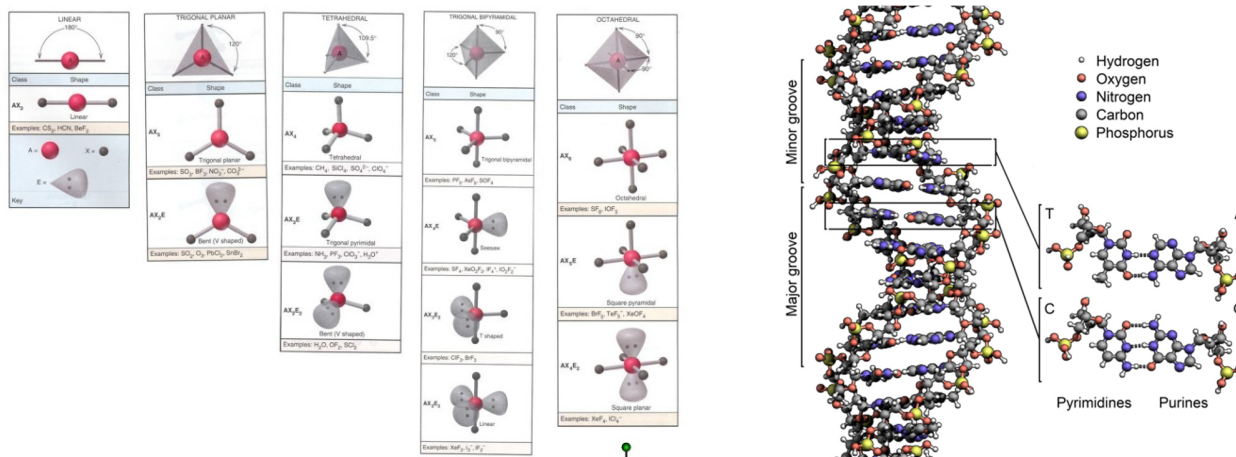 LINEAR
180°
A
Class Shape
AX₂
Linear
Examples: CS₂, HCN, BeF₂
A = X =
E =
Key
TRIGONAL PLANAR
A
120°
Class Shape
AX₃
Trigonal planar
Examples: SO₃, BF₃, NO₃⁻, CO₃²⁻
AX₂E
Bent (V shaped)
Examples: SO₂, O₃, PbCl₂, SnBr₂
TETRAHEDRAL
109.5°
A
Class Shape
AX₄
Tetrahedral
Examples: CH₄, SiCl₄, SO₄²⁻, ClO₄⁻
AX₃E
Trigonal pyrimidal
Examples: NH₃, PF₃, ClO₃⁻, H₃O⁺
AX₂E₂
Bent (V shaped)
Examples: H₂O, OF₂, SCl₂
TRIGONAL BIPYRAMIDAL
90°
120°
Class Shape
AX₅
Trigonal bipyramidal
Examples: PF₅, AsF₅, SOF₄
AX₄E
Seesaw
Examples: SF₄, XeO₂F₂, IF₄⁺, IO₂F₂⁻
AX₃E₂
T shaped
Examples: ClF₃, BrF₃
AX₂E₃
Linear
Examples: XeF₂, I₃⁻, IF₂⁻
OCTAHEDRAL
90°
A
90°
Class Shape
AX₆
Octahedral
Examples: SF₆, IOF₅
AX₅E
Square pyramidal
Examples: BrF₅, TeF₅⁻, XeOF₄
AX₄E₂
Square planar
Examples: XeF₄, ICl₄⁻
Minor groove
Major groove
Hydrogen
Oxygen
Nitrogen
Carbon
Phosphorus
T
C
Pyrimidines Purines